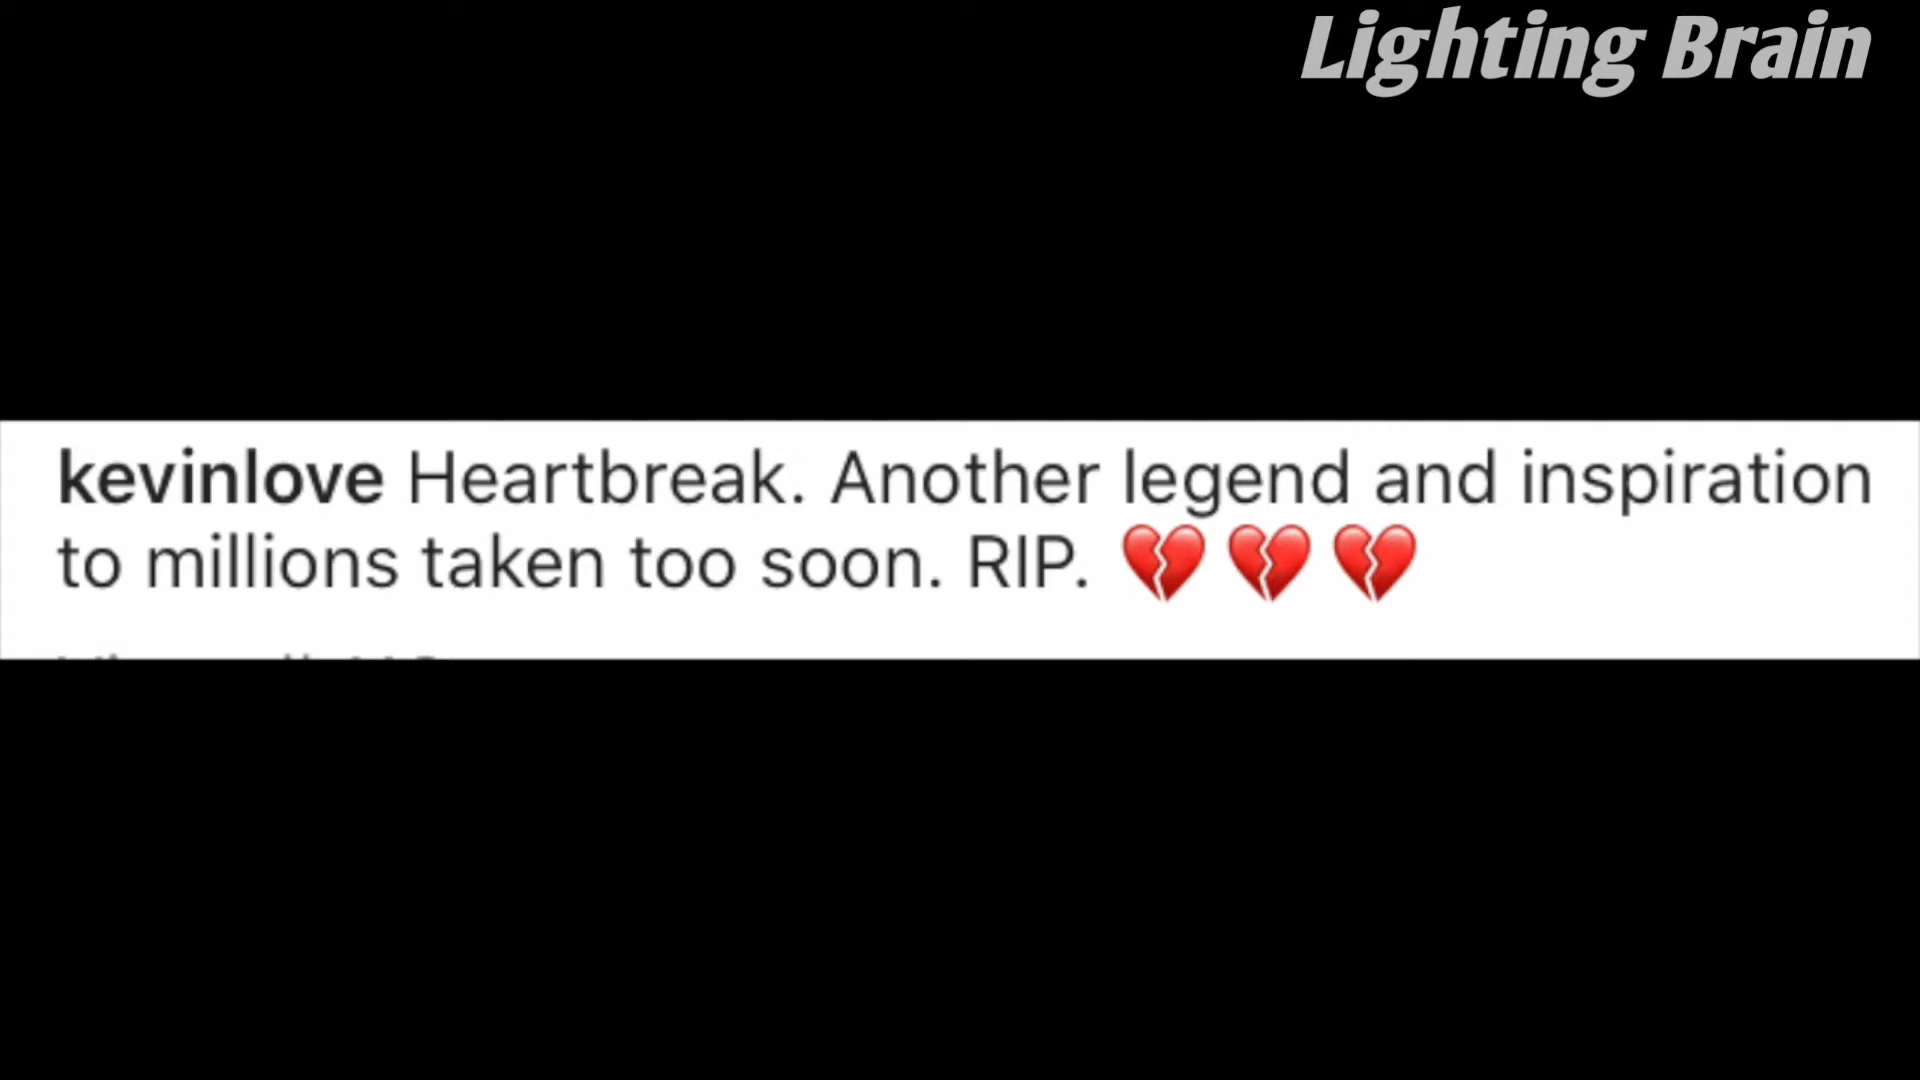 Lighting Brain
kevinlove Heartbreak. Another legend and inspiration
to millions taken too soon. RIP. 💔 💔 💔